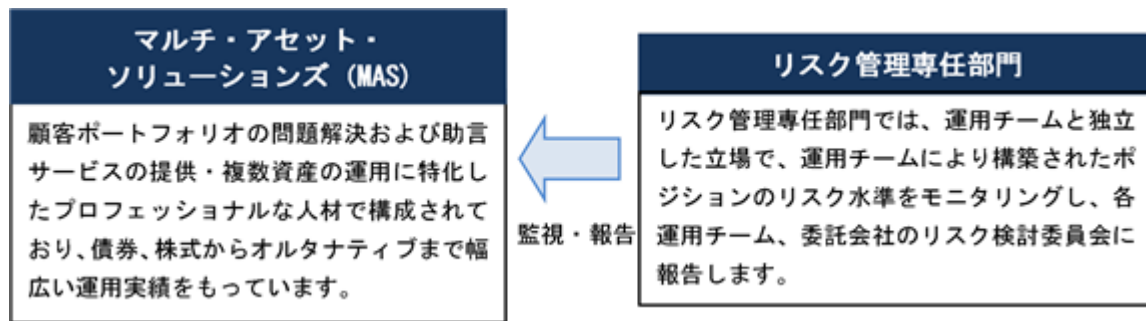 マルチ・アセット・
ソリューションズ (MAS)
顧客ポートフォリオの問題解決および助言
サービスの提供・複数資産の運用に特化し
たプロフェッショナルな人材で構成されて
おり、債券、株式からオルタナティブまで幅
広い運用実績をもっています。
監視・報告
リスク管理専任部門
リスク管理専任部門では、運用チームと独立
した立場で、運用チームにより構築されたポ
ジションのリスク水準をモニタリングし、各
運用チーム、委託会社のリスク検討委員会に
報告します。